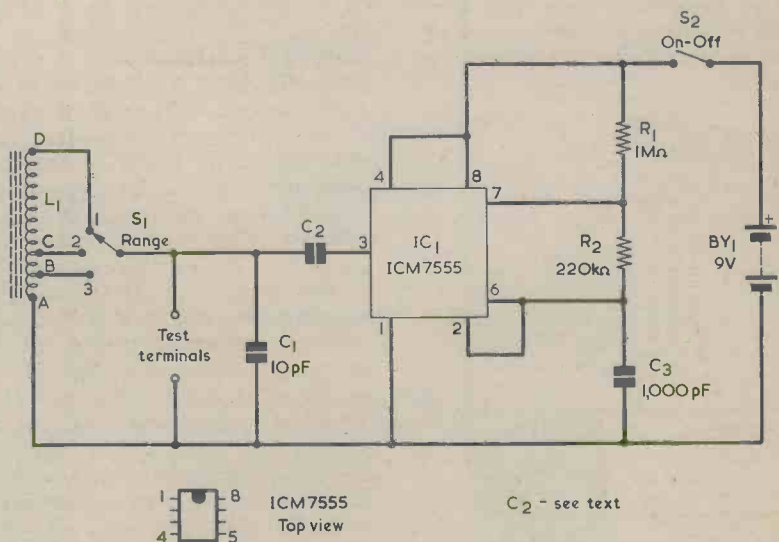 S2
On-Off
D
L1
C
B
A
1
2
3
S1
Range
Test
terminals
C1
10pF
C2
3
4
8
7
IC1
ICM7555
6
1
2
R1
1MΩ
R2
220kΩ
C3
1,000pF
BY1
9V
+
1
8
4
5
ICM7555
Top view
C2 - see text